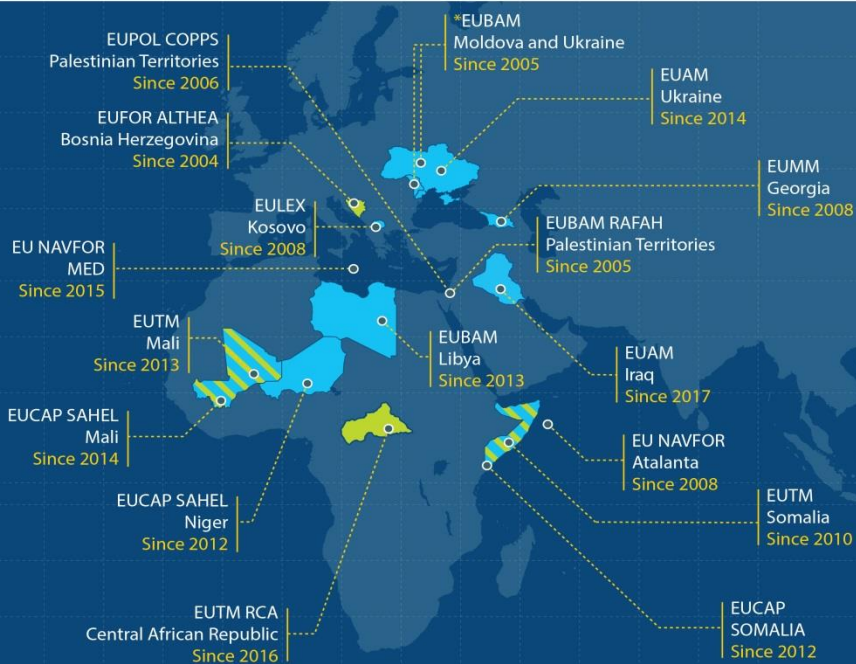 EUPOL COPPS
Palestinian Territories
Since 2006
*EUBAM
Moldova and Ukraine
Since 2005
EUAM
Ukraine
Since 2014
EUFOR ALTHEA
Bosnia Herzegovina
Since 2004
EUMM
Georgia
Since 2008
EULEX
Kosovo
Since 2008
EUBAM RAFAH
Palestinian Territories
Since 2005
EU NAVFOR
MED
Since 2015
EUTM
Mali
Since 2013
EUBAM
Libya
Since 2013
EUAM
Iraq
Since 2017
EUCAP SAHEL
Mali
Since 2014
EU NAVFOR
Atalanta
Since 2008
EUCAP SAHEL
Niger
Since 2012
EUTM
Somalia
Since 2010
EUTM RCA
Central African Republic
Since 2016
EUCAP
SOMALIA
Since 2012